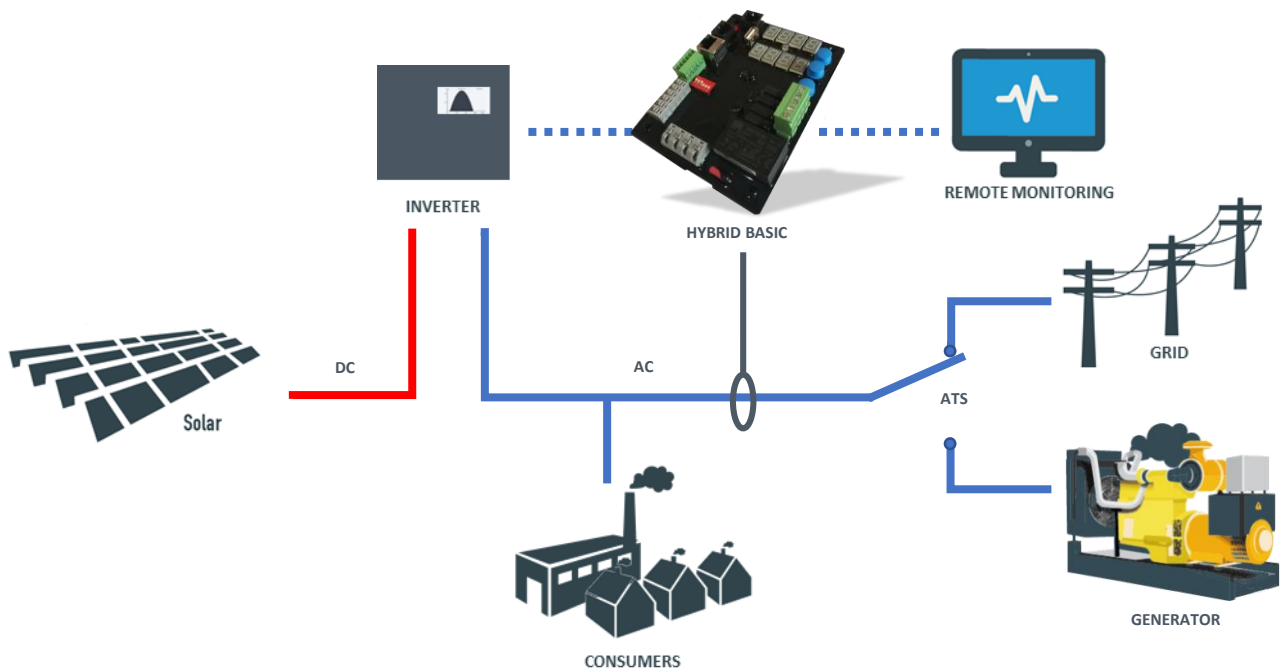 INVERTER
HYBRID BASIC
REMOTE MONITORING
GRID
DC
AC
ATS
Solar
CONSUMERS
GENERATOR